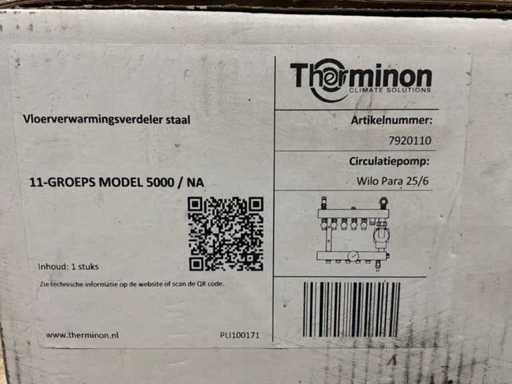 Therminon
CLIMATE SOLUTIONS
Vloerverwarmingsverdeler staal
Artikelnummer:
7920110
Circulatiepomp:
11-GROEPS MODEL 5000 / NA
Wilo Para 25/6
Inhoud: 1 stuks
Zie technische informatie op de website of scan de QR code.
www.therminon.nl
PLI100171